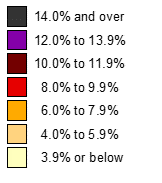 14.0% and over
12.0% to 13.9%
10.0% to 11.9%
8.0% to 9.9%
6.0% to 7.9%
4.0% to 5.9%
3.9% or below